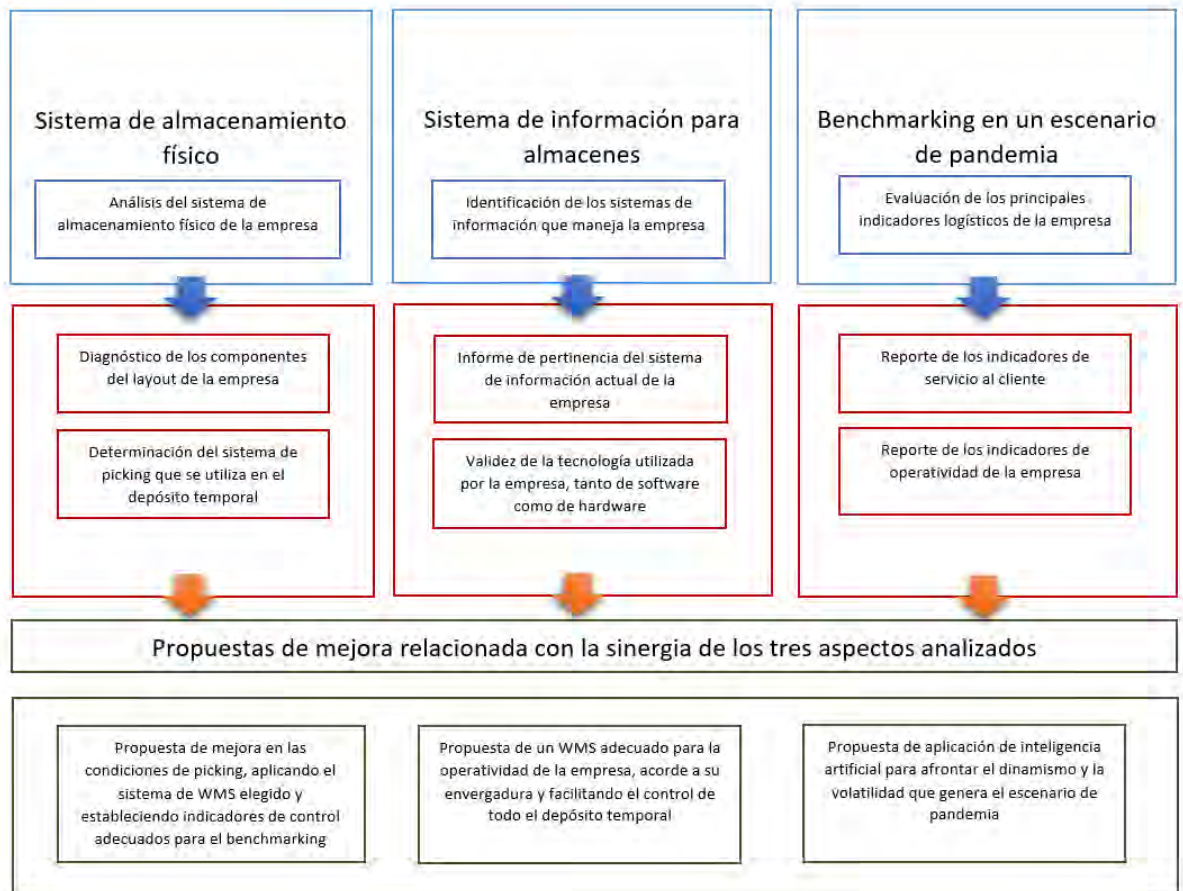 Sistema de almacenamiento
físico
Análisis del sistema de
almacenamiento físico de la empresa
Sistema de información para
almacenes
Identificación de los sistemas de
información que maneja la empresa
Benchmarking en un escenario
de pandemia
Evaluación de los principales
indicadores logísticos de la empresa
Diagnóstico de los componentes
del layout de la empresa
Determinación del sistema de
picking que se utiliza en el
depósito temporal
Informe de pertinencia del sistema
de información actual de la
empresa
Validez de la tecnología utilizada
por la empresa, tanto de software
como de hardware
Reporte de los indicadores de
servicio al cliente
Reporte de los indicadores de
operatividad de la empresa
Propuestas de mejora relacionada con la sinergia de los tres aspectos analizados
Propuesta de mejora en las
condiciones de picking, aplicando el
sistema de WMS elegido y
estableciendo indicadores de control
adecuados para el benchmarking
Propuesta de un WMS adecuado para la
operatividad de la empresa, acorde a su
envergadura y facilitando el control de
todo el depósito temporal
Propuesta de aplicación de inteligencia
artificial para afrontar el dinamismo y la
volatilidad que genera el escenario de
pandemia